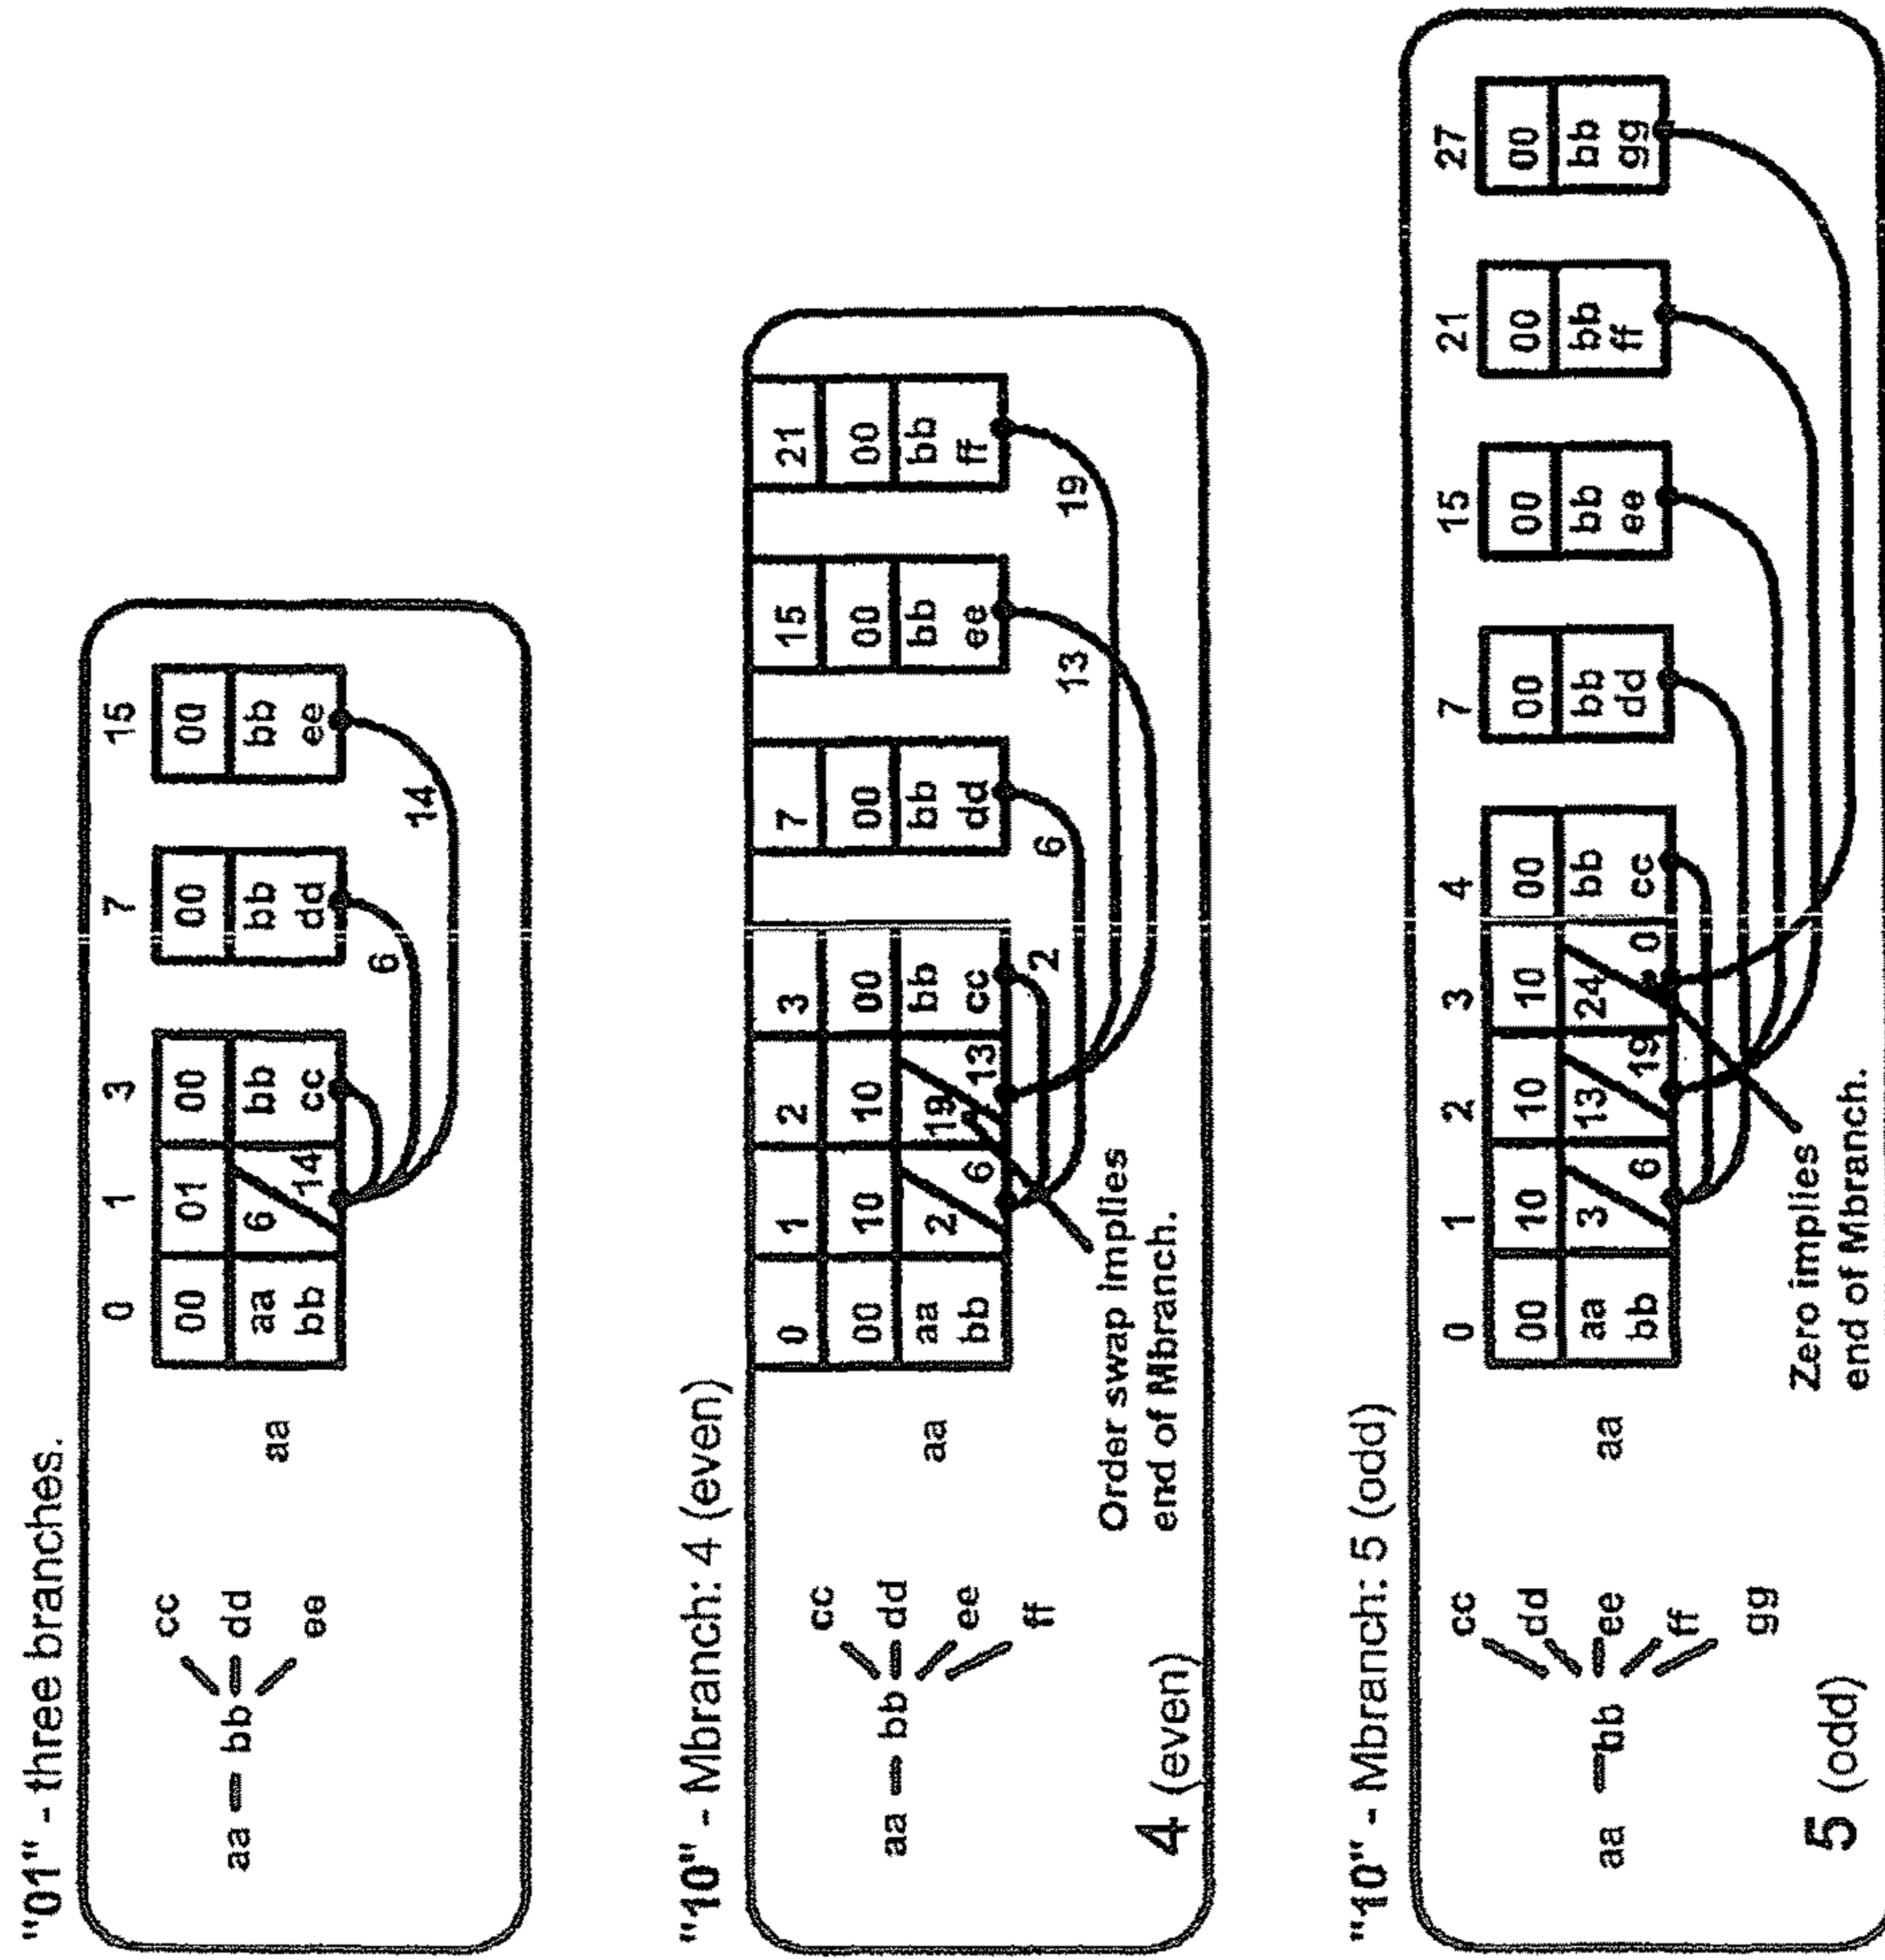 "01" - three branches.
0 1 3 7 15
00 01 00 00 00
aa 6 bb bb bb
bb 14 cc dd ee
cc
aa bb dd
ee
aa
6
14
"10" - Mbranch: 4 (even)
0 1 2 3 7 15 21
00 10 10 00 00 00 00
aa 2 19 bb bb bb bb
bb 6 13 cc dd ee ff
cc
aa bb dd
ee
ff
aa
2
6
13
19
Order swap implies
end of Mbranch.
4 (even)
"10" - Mbranch: 5 (odd)
0 1 2 3 4 7 15 21 27
00 10 10 10 00 00 00 00 00
aa 3 13 24 bb bb bb bb bb
bb 6 19 0 cc dd ee ff gg
cc
dd
aa bb ee
ff
gg
aa
Zero implies
end of Mbranch.
5 (odd)